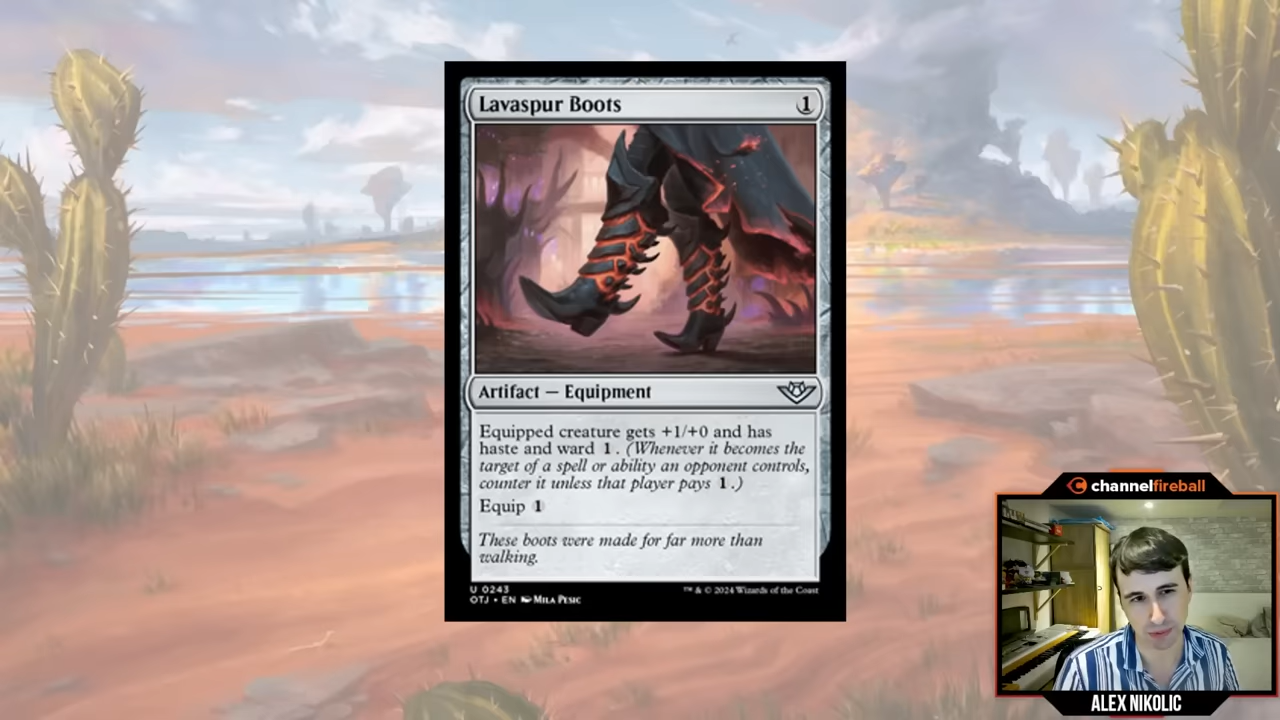 Lavaspur Boots 1
Artifact — Equipment
Equipped creature gets +1/+0 and has
haste and ward 1. (Whenever it becomes the
target of a spell or ability an opponent controls,
counter it unless that player pays 1.)
Equip 1
These boots were made for far more than
walking.
U 0243
OTJ • EN MILA PESIC
™ & © 2024 Wizards of the Coast
channelfireball
ALEX NIKOLIC